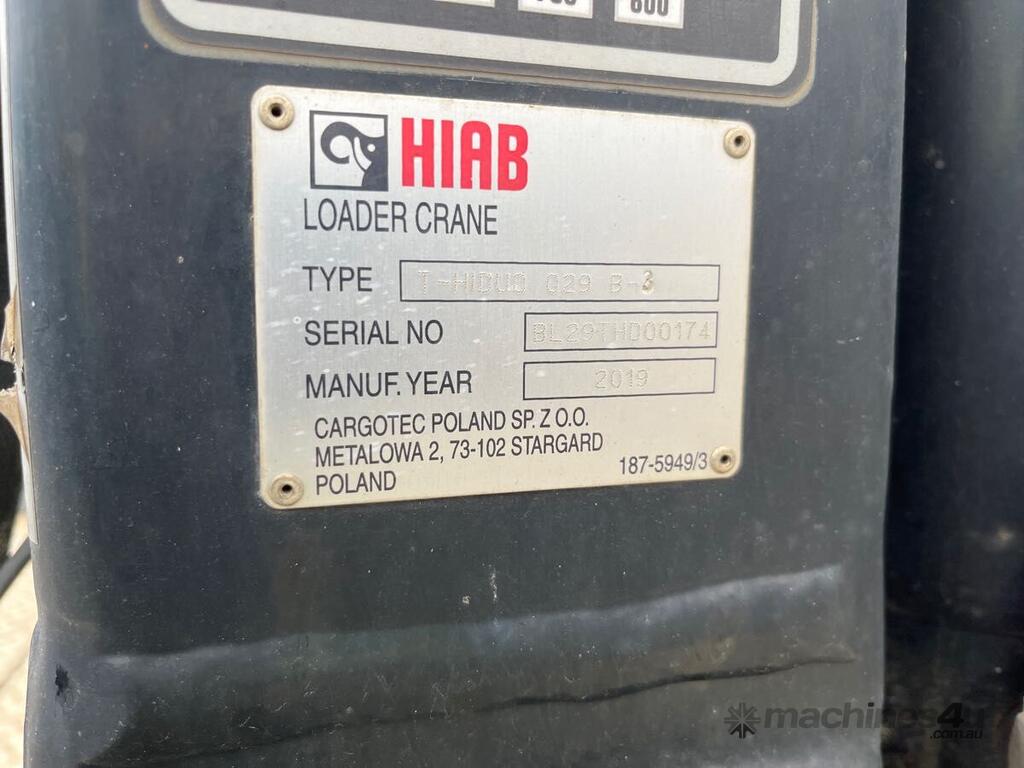 600
HIAB
LOADER CRANE
TYPE T-HIDUO 029 B-3
SERIAL NO BL29THD00174
MANUF. YEAR 2019
CARGOTEC POLAND SP. Z O.O.
METALOWA 2, 73-102 STARGARD
POLAND 187-5949/3
machines4u
.com.au